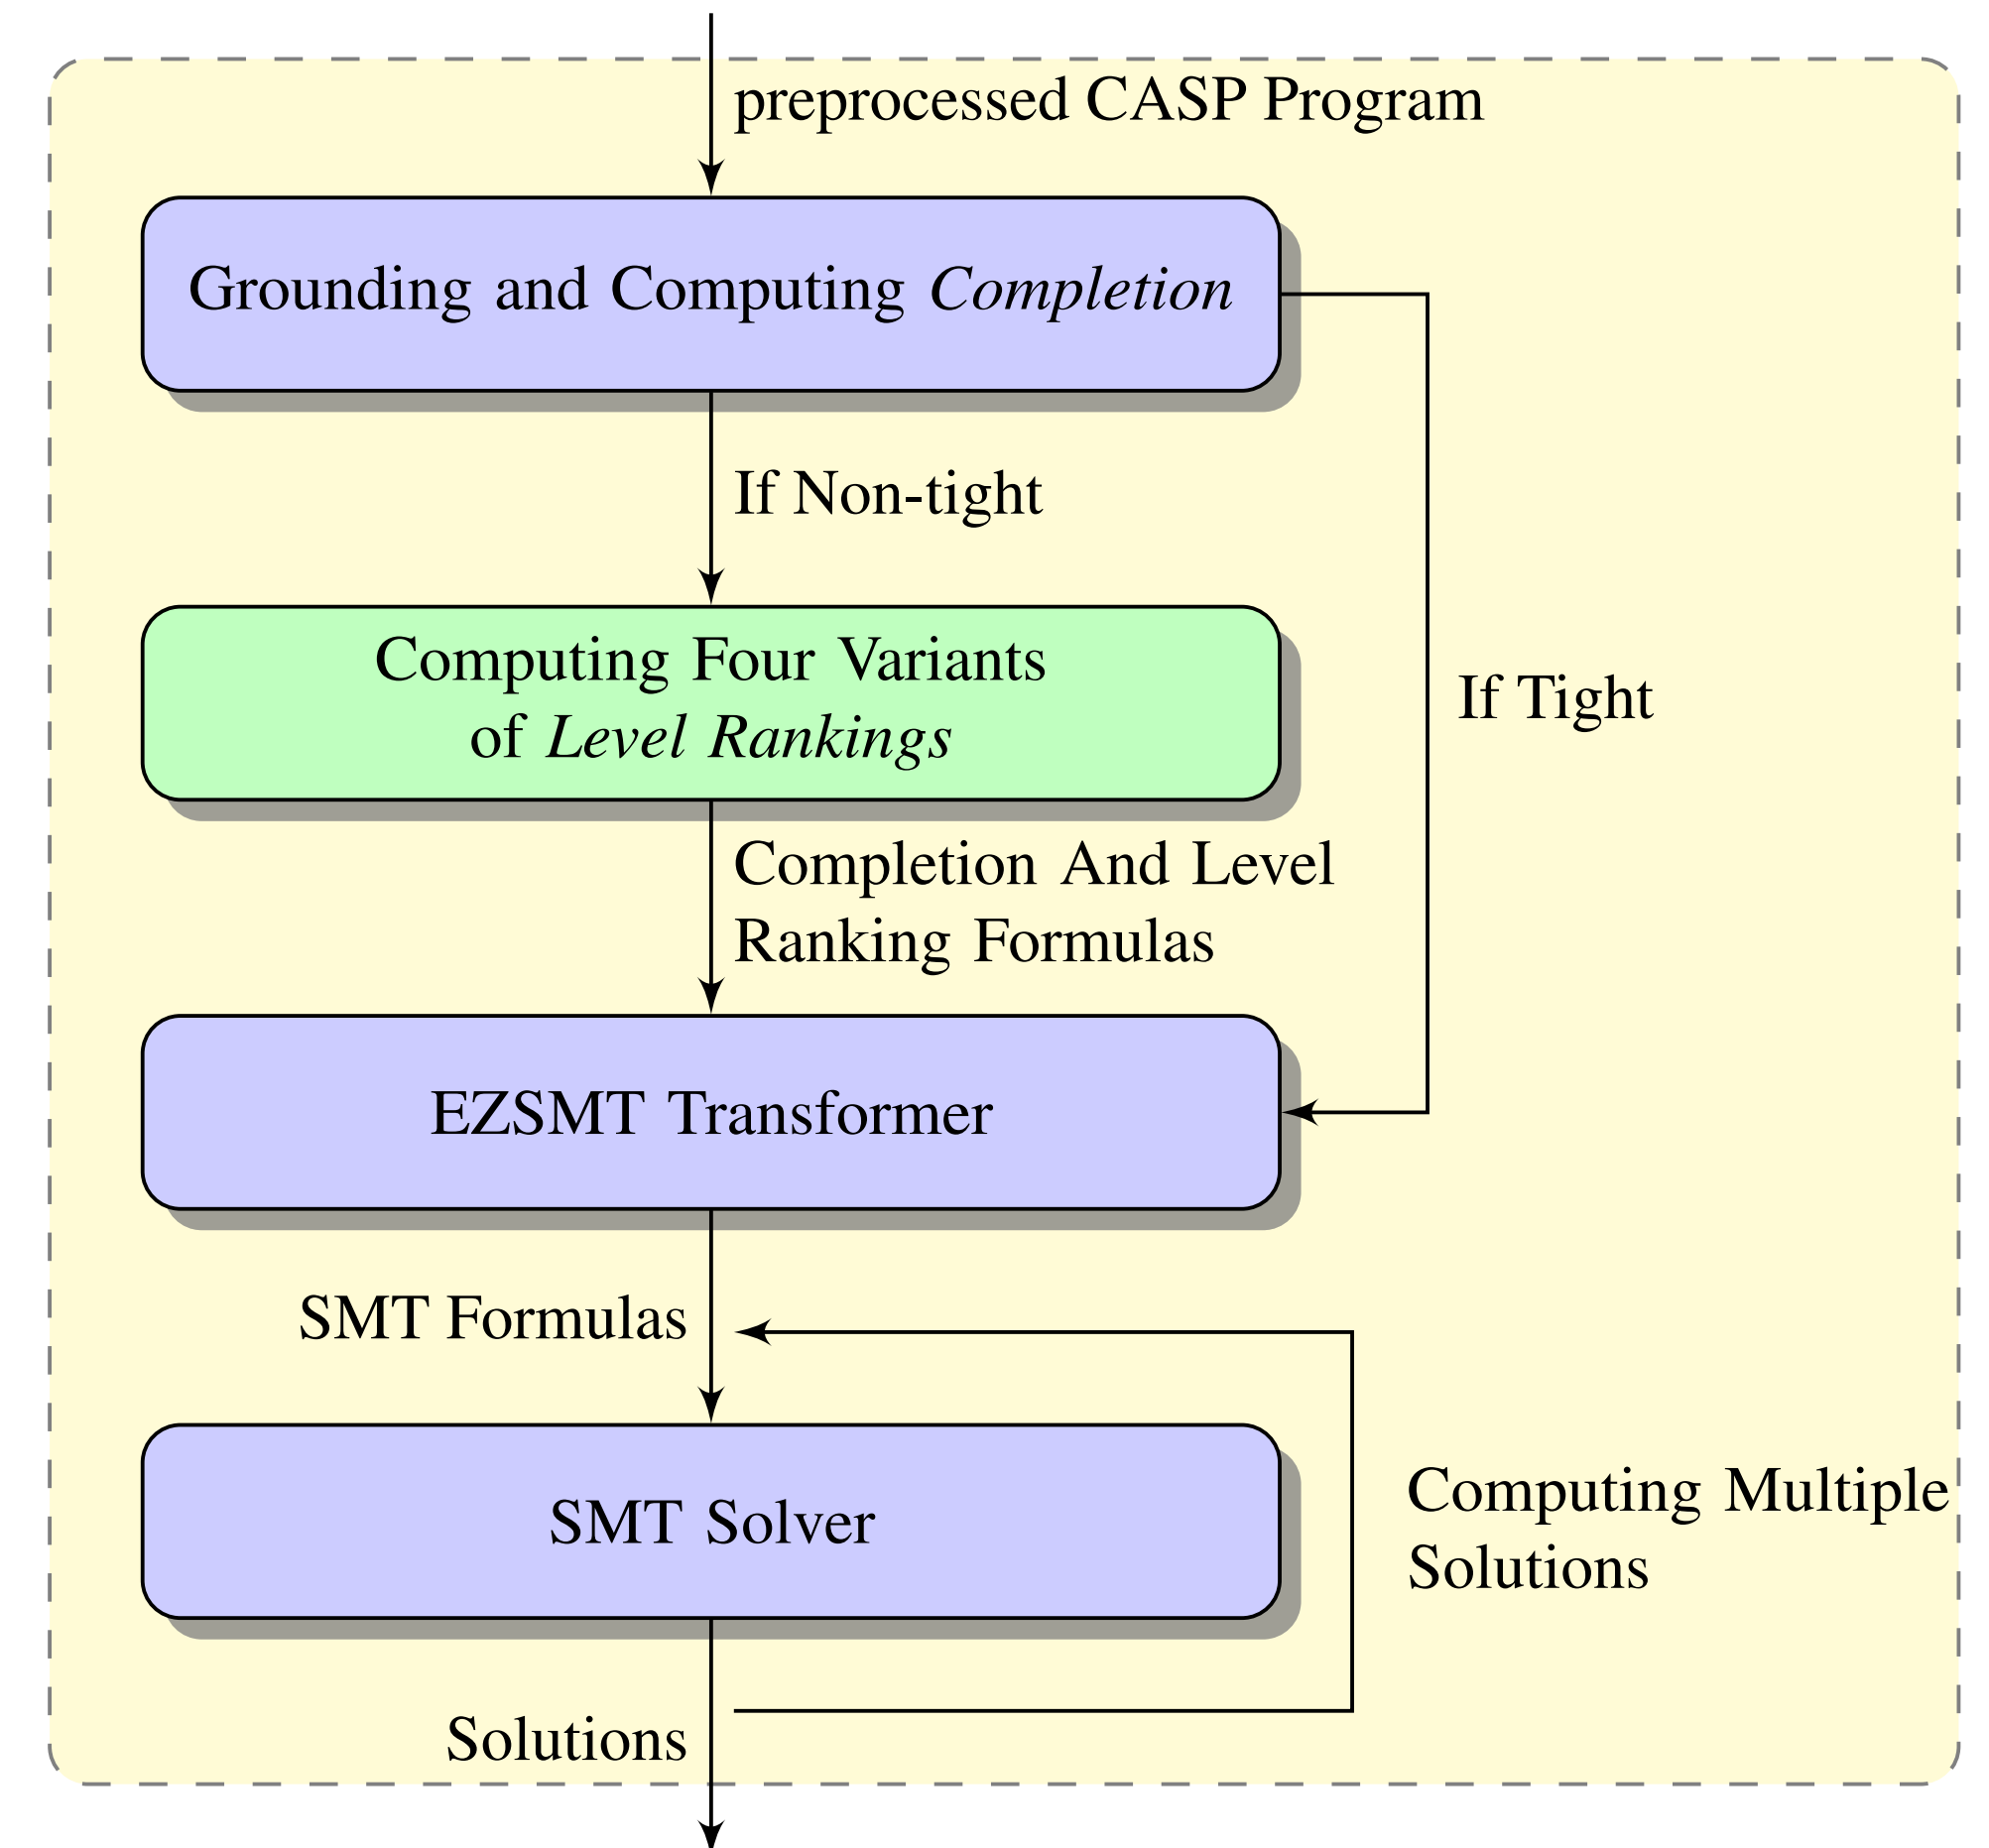 preprocessed CASP Program
Grounding and Computing Completion
If Non-tight
Computing Four Variants
of Level Rankings
If Tight
Completion And Level
Ranking Formulas
EZSMT Transformer
SMT Formulas
SMT Solver
Computing Multiple
Solutions
Solutions